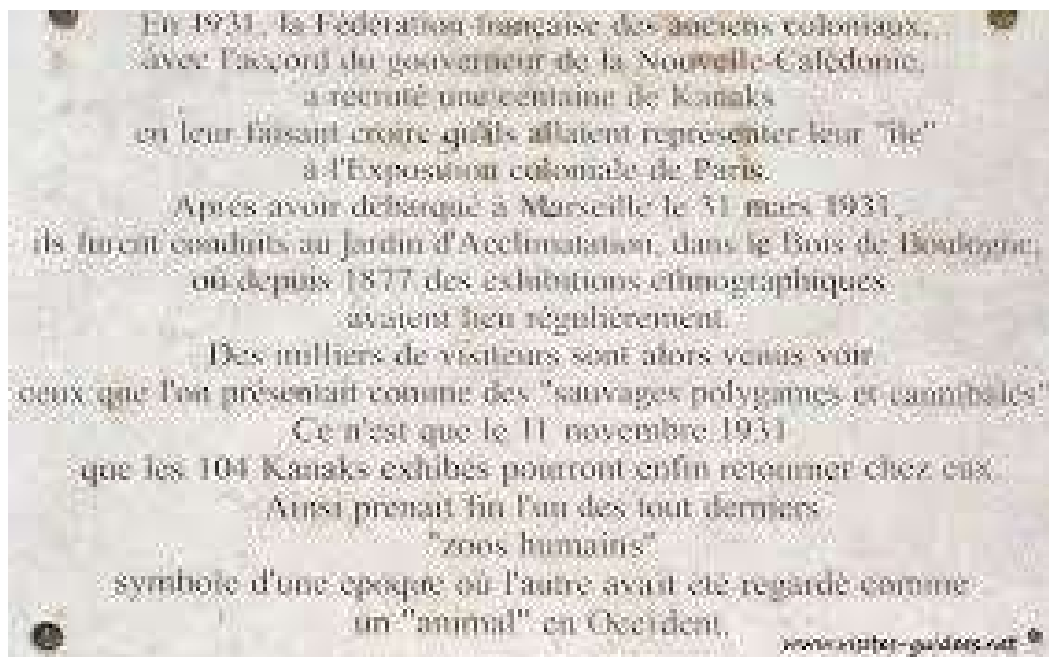 En 1931, la Fédération française des anciens coloniaux,
avec l'accord du gouverneur de la Nouvelle-Calédonie,
a recruté une centaine de Kanaks
en leur faisant croire qu'ils allaient représenter leur "île"
à l'Exposition coloniale de Paris.
Après avoir débarqué à Marseille le 31 mars 1931,
ils furent conduits au Jardin d'Acclimatation, dans le Bois de Boulogne,
où depuis 1877 des exhibitions ethnographiques
avaient lieu régulièrement.
Des milliers de visiteurs sont alors venus voir
ceux que l'on présentait comme des "sauvages polygames et cannibales"
Ce n'est que le 11 novembre 1931
que les 104 Kanaks exhibés pourront enfin retourner chez eux.
Ainsi prenait fin l'un des tout derniers
"zoos humains"
symbole d'une époque où l'autre avait été regardé comme
un "animal" en Occident.